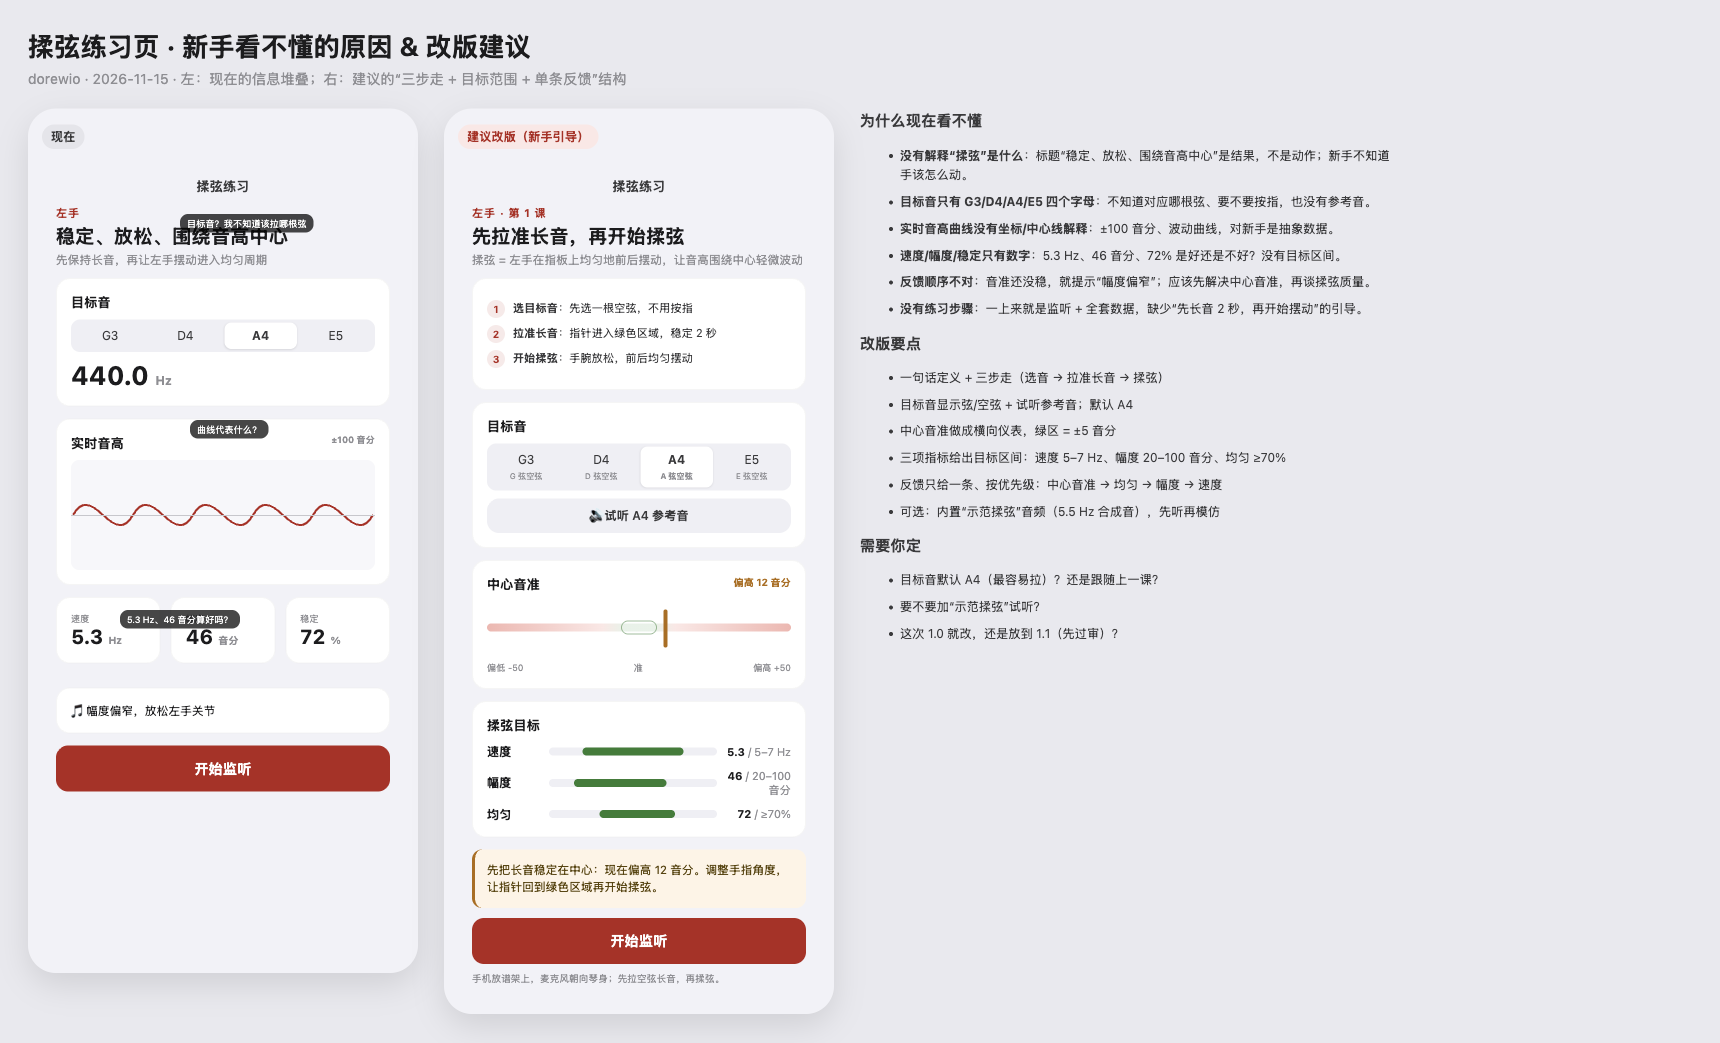 揉弦练习页 · 新手看不懂的原因 & 改版建议
dorewio · 2026-11-15 · 左：现在的信息堆叠；右：建议的“三步走 + 目标范围 + 单条反馈”结构
现在
揉弦练习
左手
目标音？我不知道该拉哪根弦
稳定、放松、围绕音高中心
先保持长音，再让左手摆动进入均匀周期
目标音
G3 D4 A4 E5
440.0 Hz
曲线代表什么？
实时音高
±100 音分
速度
5.3 Hz、46 音分算好吗？
稳定
5.3 Hz
46 音分
72 %
🎵 幅度偏窄，放松左手关节
开始监听
建议改版（新手引导）
揉弦练习
左手 · 第 1 课
先拉准长音，再开始揉弦
揉弦 = 左手在指板上均匀地前后摆动，让音高围绕中心轻微波动
1 选目标音：先选一根空弦，不用按指
2 拉准长音：指针进入绿色区域，稳定 2 秒
3 开始揉弦：手腕放松，前后均匀摆动
目标音
G3 D4 A4 E5
G 弦空弦 D 弦空弦 A 弦空弦 E 弦空弦
🔈试听 A4 参考音
中心音准
偏高 12 音分
偏低 -50 准 偏高 +50
揉弦目标
速度 5.3 / 5–7 Hz
幅度 46 / 20–100
音分
均匀 72 / ≥70%
先把长音稳定在中心：现在偏高 12 音分。调整手指角度，
让指针回到绿色区域再开始揉弦。
开始监听
手机放谱架上，麦克风朝向琴身；先拉空弦长音，再揉弦。
为什么现在看不懂
• 没有解释“揉弦”是什么：标题“稳定、放松、围绕音高中心”是结果，不是动作；新手不知道
手该怎么动。
• 目标音只有 G3/D4/A4/E5 四个字母：不知道对应哪根弦、要不要按指，也没有参考音。
• 实时音高曲线没有坐标/中心线解释：±100 音分、波动曲线，对新手是抽象数据。
• 速度/幅度/稳定只有数字：5.3 Hz、46 音分、72% 是好还是不好？没有目标区间。
• 反馈顺序不对：音准还没稳，就提示“幅度偏窄”；应该先解决中心音准，再谈揉弦质量。
• 没有练习步骤：一上来就是监听 + 全套数据，缺少“先长音 2 秒，再开始摆动”的引导。
改版要点
• 一句话定义 + 三步走（选音 → 拉准长音 → 揉弦）
• 目标音显示弦/空弦 + 试听参考音；默认 A4
• 中心音准做成横向仪表，绿区 = ±5 音分
• 三项指标给出目标区间：速度 5–7 Hz、幅度 20–100 音分、均匀 ≥70%
• 反馈只给一条、按优先级：中心音准 → 均匀 → 幅度 → 速度
• 可选：内置“示范揉弦”音频（5.5 Hz 合成音），先听再模仿
需要你定
• 目标音默认 A4（最容易拉）？还是跟随上一课？
• 要不要加“示范揉弦”试听？
• 这次 1.0 就改，还是放到 1.1（先过审）？